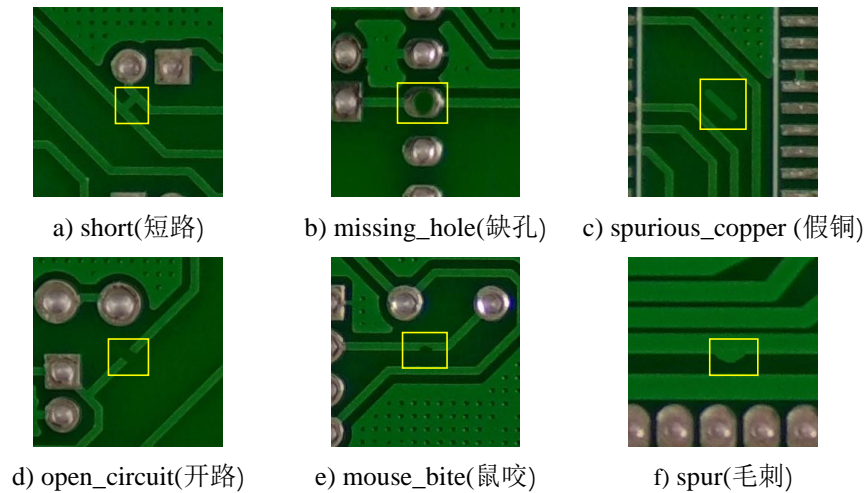 a) short(短路)
b) missing_hole(缺孔)
c) spurious_copper (假铜)
d) open_circuit(开路)
e) mouse_bite(鼠咬)
f) spur(毛刺)